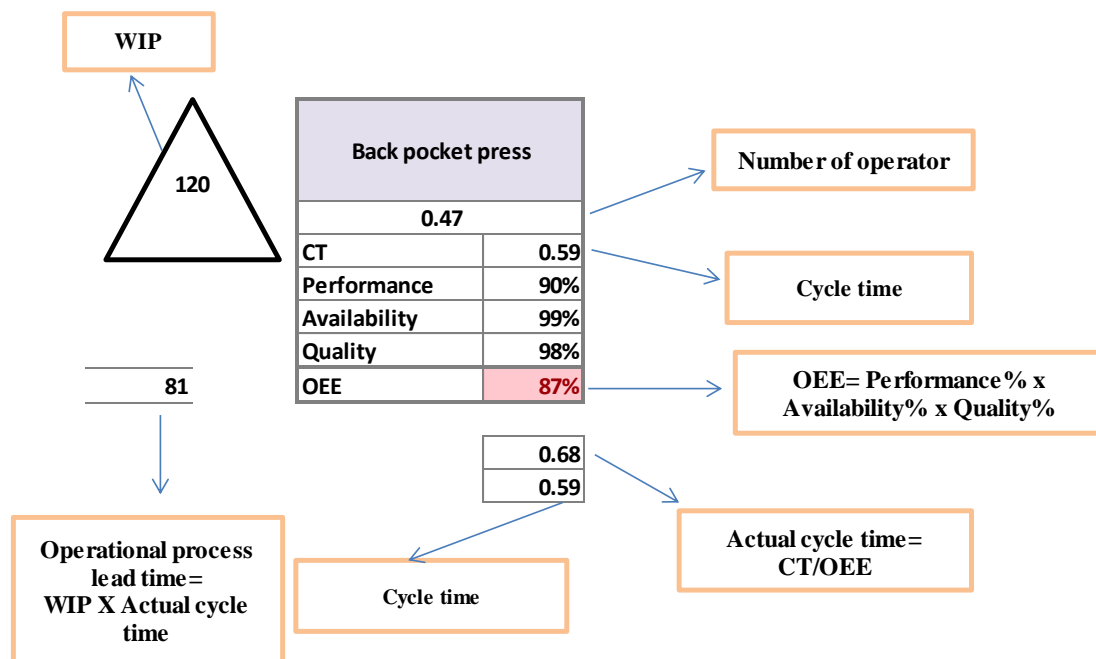 WIP
120
Back pocket press
0.47
CT 0.59
Performance 90%
Availability 99%
Quality 98%
OEE 87%
Number of operator
Cycle time
OEE= Performance% x
Availability% x Quality%
81
0.68
0.59
Operational process
lead time=
WIP X Actual cycle
time
Cycle time
Actual cycle time=
CT/OEE